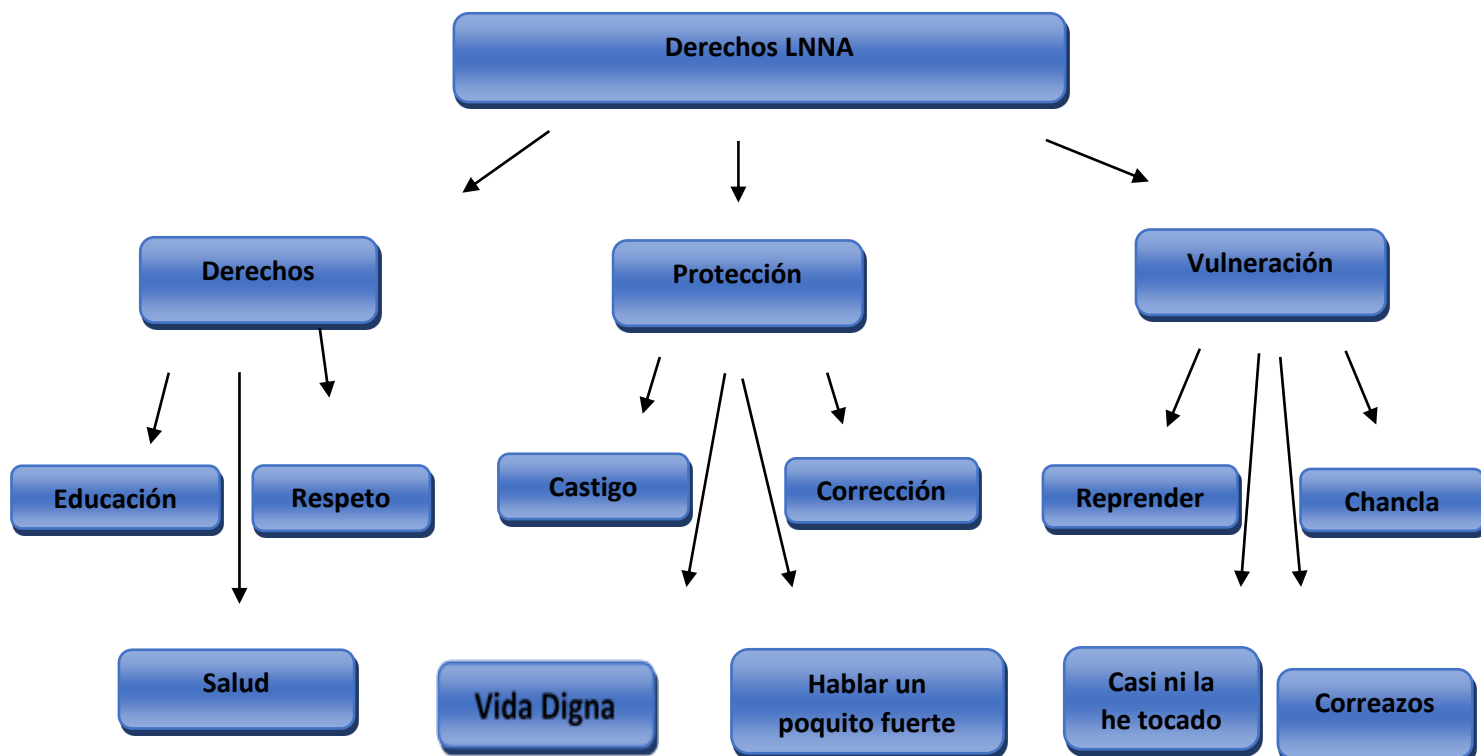 Derechos LNNA
Derechos
Protección
Vulneración
Educación
Respeto
Castigo
Corrección
Reprender
Chancla
Salud
Vida Digna
Hablar un
poquito fuerte
Casi ni la
he tocado
Correazos